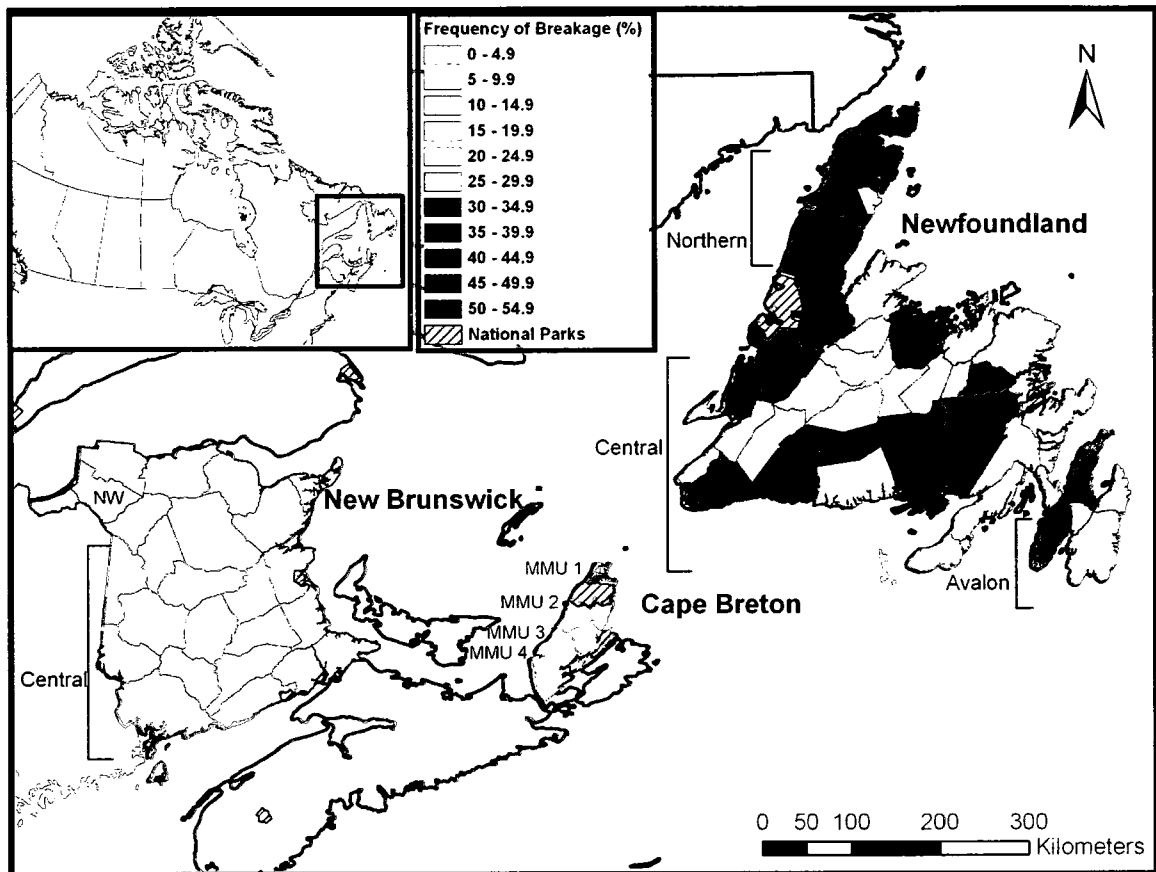 Frequency of Breakage (%)
0 - 4.9
5 - 9.9
10 - 14.9
15 - 19.9
20 - 24.9
25 - 29.9
30 - 34.9
35 - 39.9
40 - 44.9
45 - 49.9
50 - 54.9
National Parks
N
Northern
Newfoundland
Central
Avalon
NW
New Brunswick
Central
MMU 1
MMU 2
MMU 3
MMU 4
Cape Breton
0 50 100 200 300
Kilometers